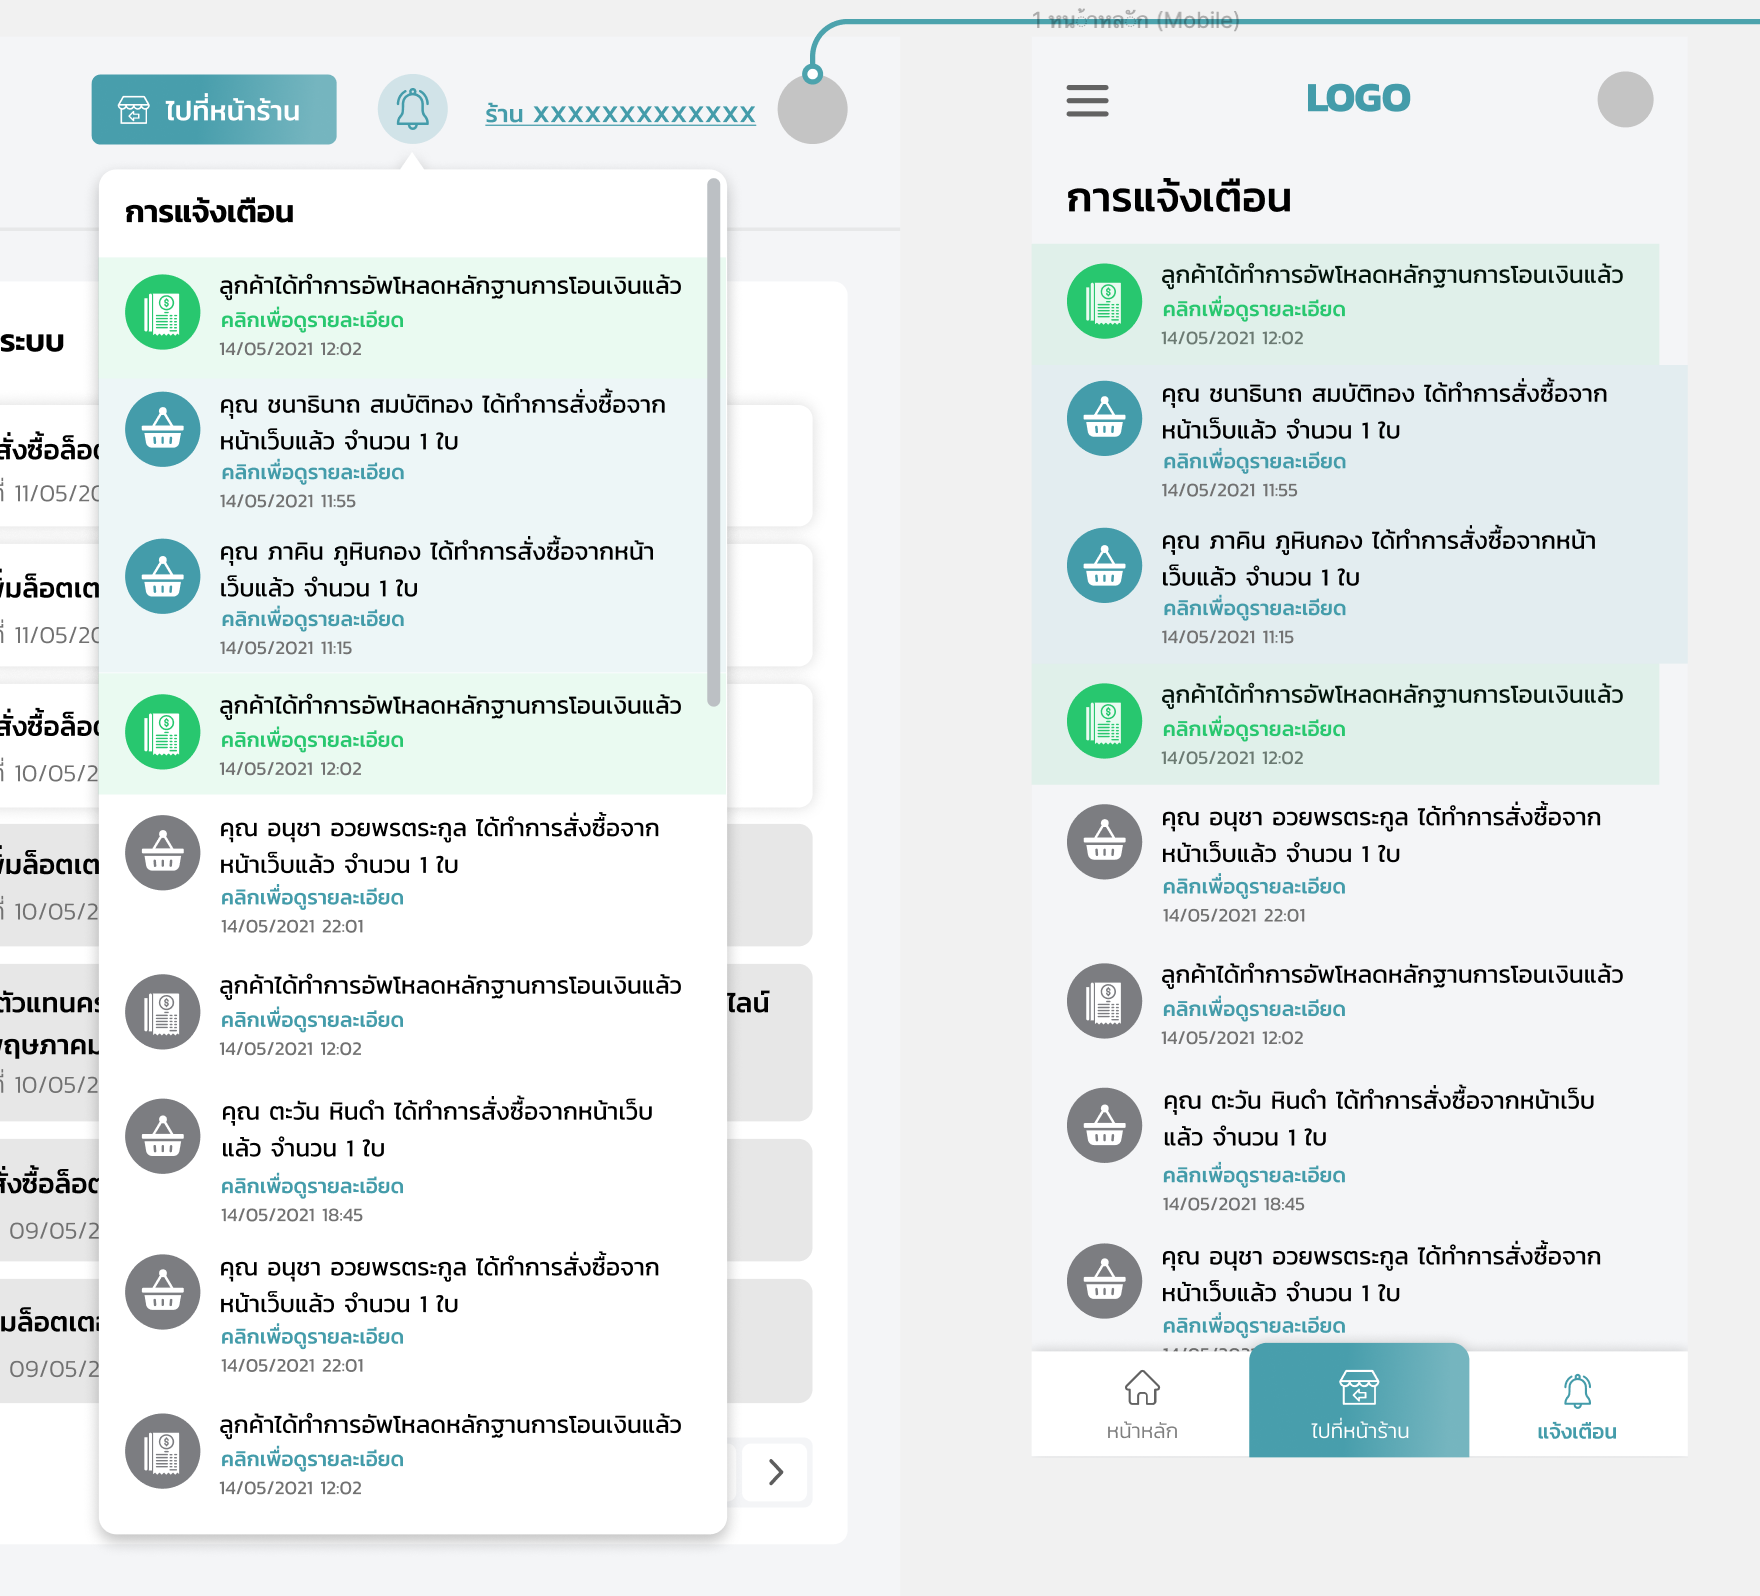 1 หน้าหลัก (Mobile)
ไปที่หน้าร้าน
ร้าน XXXXXXXXXXXXX
การแจ้งเตือน
ลูกค้าได้ทำการอัพโหลดหลักฐานการโอนเงินแล้ว
คลิกเพื่อดูรายละเอียด
14/05/2021 12:02
คุณ ชนาธินาถ สมบัติทอง ได้ทำการสั่งซื้อจาก
หน้าเว็บแล้ว จำนวน 1 ใบ
คลิกเพื่อดูรายละเอียด
14/05/2021 11:55
คุณ ภาคิน ภูหินกอง ได้ทำการสั่งซื้อจากหน้า
เว็บแล้ว จำนวน 1 ใบ
คลิกเพื่อดูรายละเอียด
14/05/2021 11:15
ลูกค้าได้ทำการอัพโหลดหลักฐานการโอนเงินแล้ว
คลิกเพื่อดูรายละเอียด
14/05/2021 12:02
คุณ อนุชา อวยพรตระกูล ได้ทำการสั่งซื้อจาก
หน้าเว็บแล้ว จำนวน 1 ใบ
คลิกเพื่อดูรายละเอียด
14/05/2021 22:01
ลูกค้าได้ทำการอัพโหลดหลักฐานการโอนเงินแล้ว
คลิกเพื่อดูรายละเอียด
14/05/2021 12:02
คุณ ตะวัน หินดำ ได้ทำการสั่งซื้อจากหน้าเว็บ
แล้ว จำนวน 1 ใบ
คลิกเพื่อดูรายละเอียด
14/05/2021 18:45
คุณ อนุชา อวยพรตระกูล ได้ทำการสั่งซื้อจาก
หน้าเว็บแล้ว จำนวน 1 ใบ
คลิกเพื่อดูรายละเอียด
14/05/2021 22:01
ลูกค้าได้ทำการอัพโหลดหลักฐานการโอนเงินแล้ว
คลิกเพื่อดูรายละเอียด
14/05/2021 12:02
ระบบ
สั่งซื้อล็อต
11/05/20
11/05/20
สั่งซื้อล็อต
10/05/2
10/05/2
ตัวแทน
ไลน์
พฤษภาคม
10/05/2
สั่งซื้อล็อต
09/05/2
09/05/2
LOGO
การแจ้งเตือน
ลูกค้าได้ทำการอัพโหลดหลักฐานการโอนเงินแล้ว
คลิกเพื่อดูรายละเอียด
14/05/2021 12:02
คุณ ชนาธินาถ สมบัติทอง ได้ทำการสั่งซื้อจาก
หน้าเว็บแล้ว จำนวน 1 ใบ
คลิกเพื่อดูรายละเอียด
14/05/2021 11:55
คุณ ภาคิน ภูหินกอง ได้ทำการสั่งซื้อจากหน้า
เว็บแล้ว จำนวน 1 ใบ
คลิกเพื่อดูรายละเอียด
14/05/2021 11:15
ลูกค้าได้ทำการอัพโหลดหลักฐานการโอนเงินแล้ว
คลิกเพื่อดูรายละเอียด
14/05/2021 12:02
คุณ อนุชา อวยพรตระกูล ได้ทำการสั่งซื้อจาก
หน้าเว็บแล้ว จำนวน 1 ใบ
คลิกเพื่อดูรายละเอียด
14/05/2021 22:01
ลูกค้าได้ทำการอัพโหลดหลักฐานการโอนเงินแล้ว
คลิกเพื่อดูรายละเอียด
14/05/2021 12:02
คุณ ตะวัน หินดำ ได้ทำการสั่งซื้อจากหน้าเว็บ
แล้ว จำนวน 1 ใบ
คลิกเพื่อดูรายละเอียด
14/05/2021 18:45
คุณ อนุชา อวยพรตระกูล ได้ทำการสั่งซื้อจาก
หน้าเว็บแล้ว จำนวน 1 ใบ
คลิกเพื่อดูรายละเอียด
หน้าหลัก
ไปที่หน้าร้าน
แจ้งเตือน